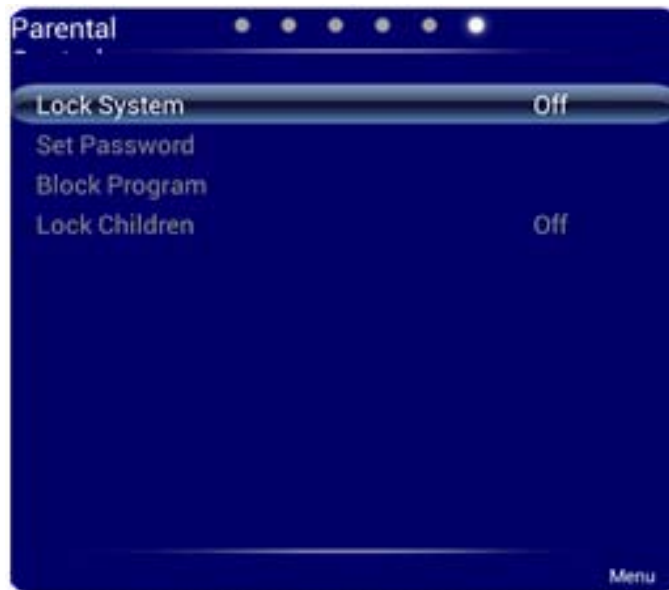 Parental
Lock System Off
Set Password
Block Program
Lock Children Off
Menu